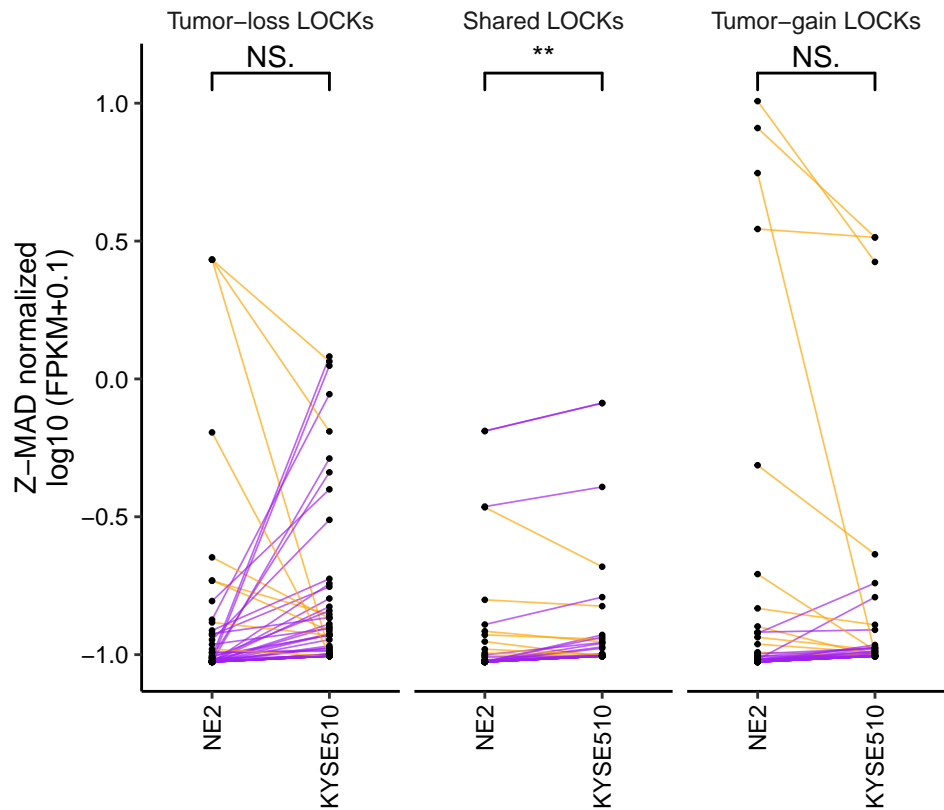 Tumor−loss LOCKs
Shared LOCKs
Tumor−gain LOCKs
NS.
**
NS.
Z−MAD normalized
log10 (FPKM+0.1)
1.0
0.5
0.0
−0.5
−1.0
NE2
KYSE510
NE2
KYSE510
NE2
KYSE510